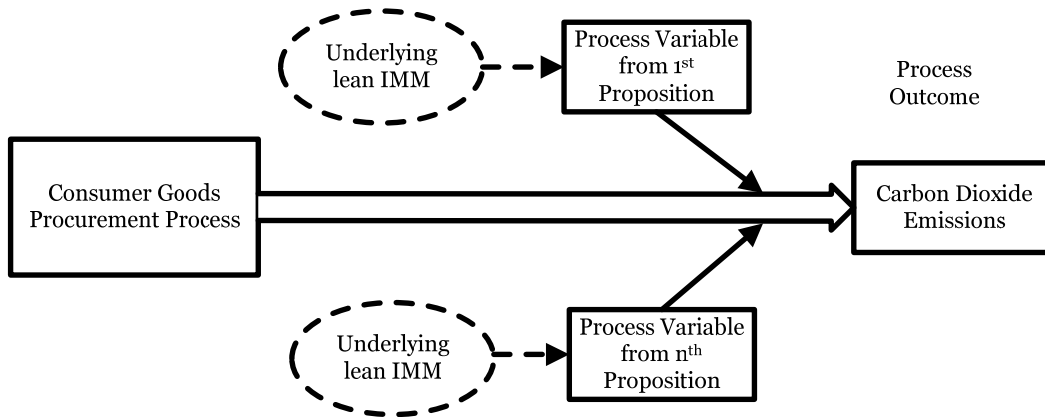 Underlying
lean IMM
Process Variable
from 1st
Proposition
Process
Outcome
Consumer Goods
Procurement Process
Carbon Dioxide
Emissions
Underlying
lean IMM
Process Variable
from nth
Proposition